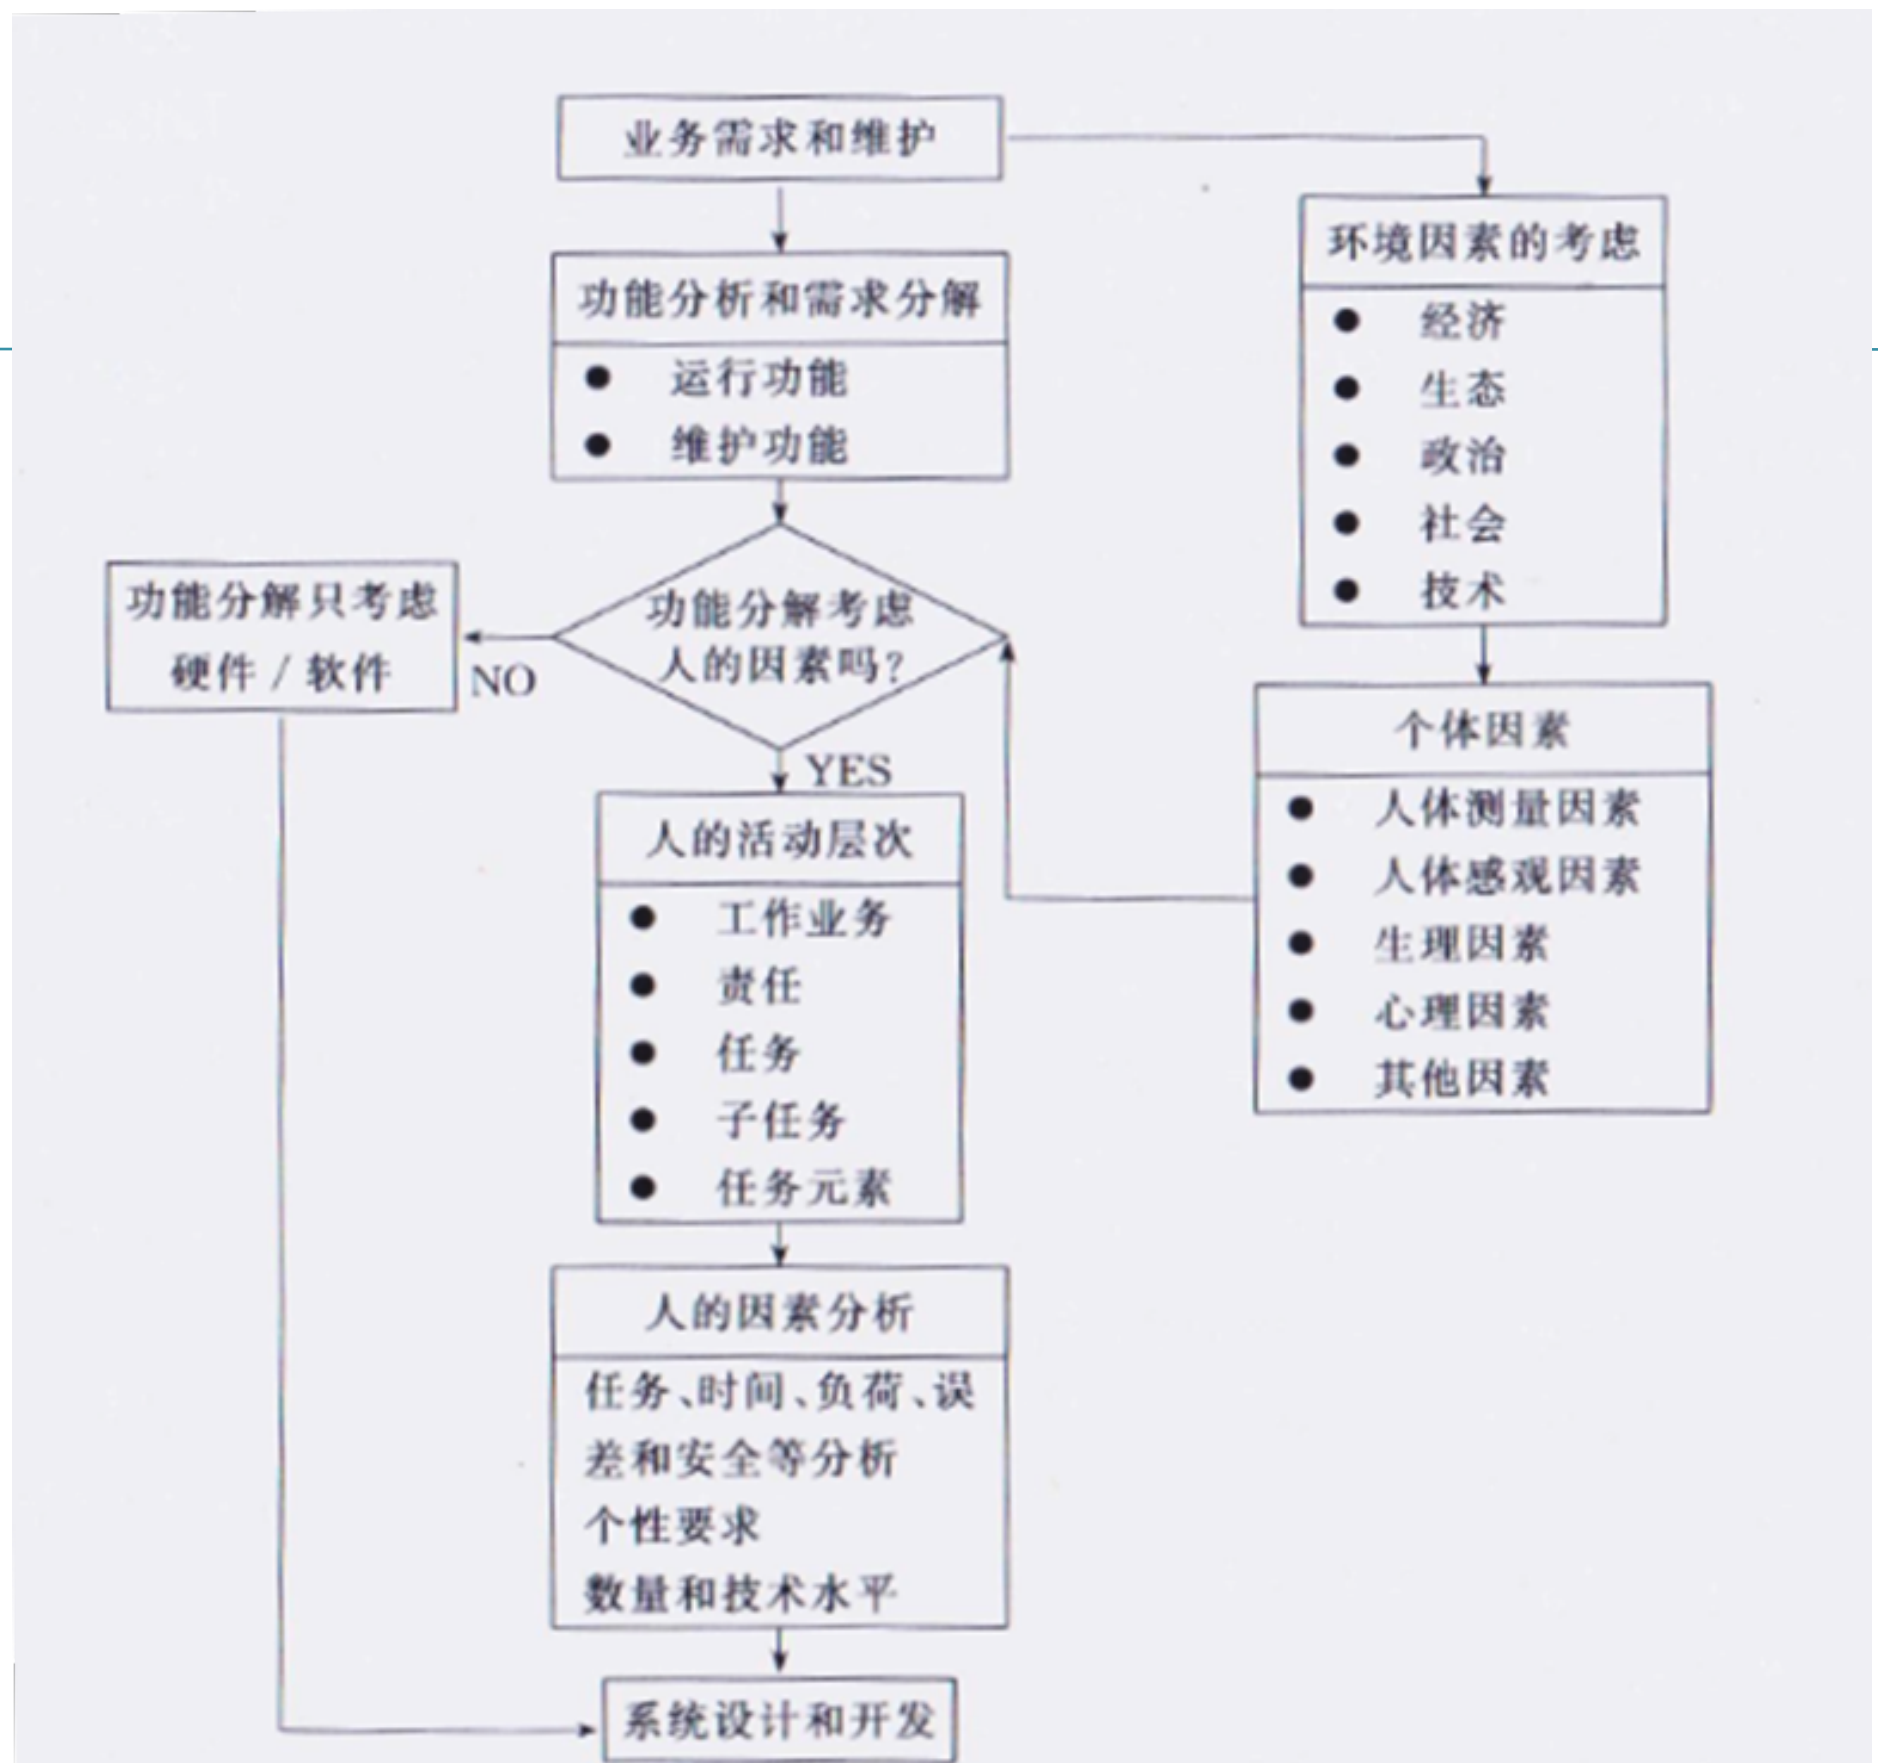 业务需求和维护
环境因素的考虑
● 经济
● 生态
● 政治
● 社会
● 技术
功能分析和需求分解
● 运行功能
● 维护功能
功能分解考虑
人的因素吗?
NO
功能分解只考虑
硬件 / 软件
YES
个体因素
● 人体测量因素
● 人体感观因素
● 生理因素
● 心理因素
● 其他因素
人的活动层次
● 工作业务
● 责任
● 任务
● 子任务
● 任务元素
人的因素分析
任务、时间、负荷、误
差和安全等分析
个性要求
数量和技术水平
系统设计和开发